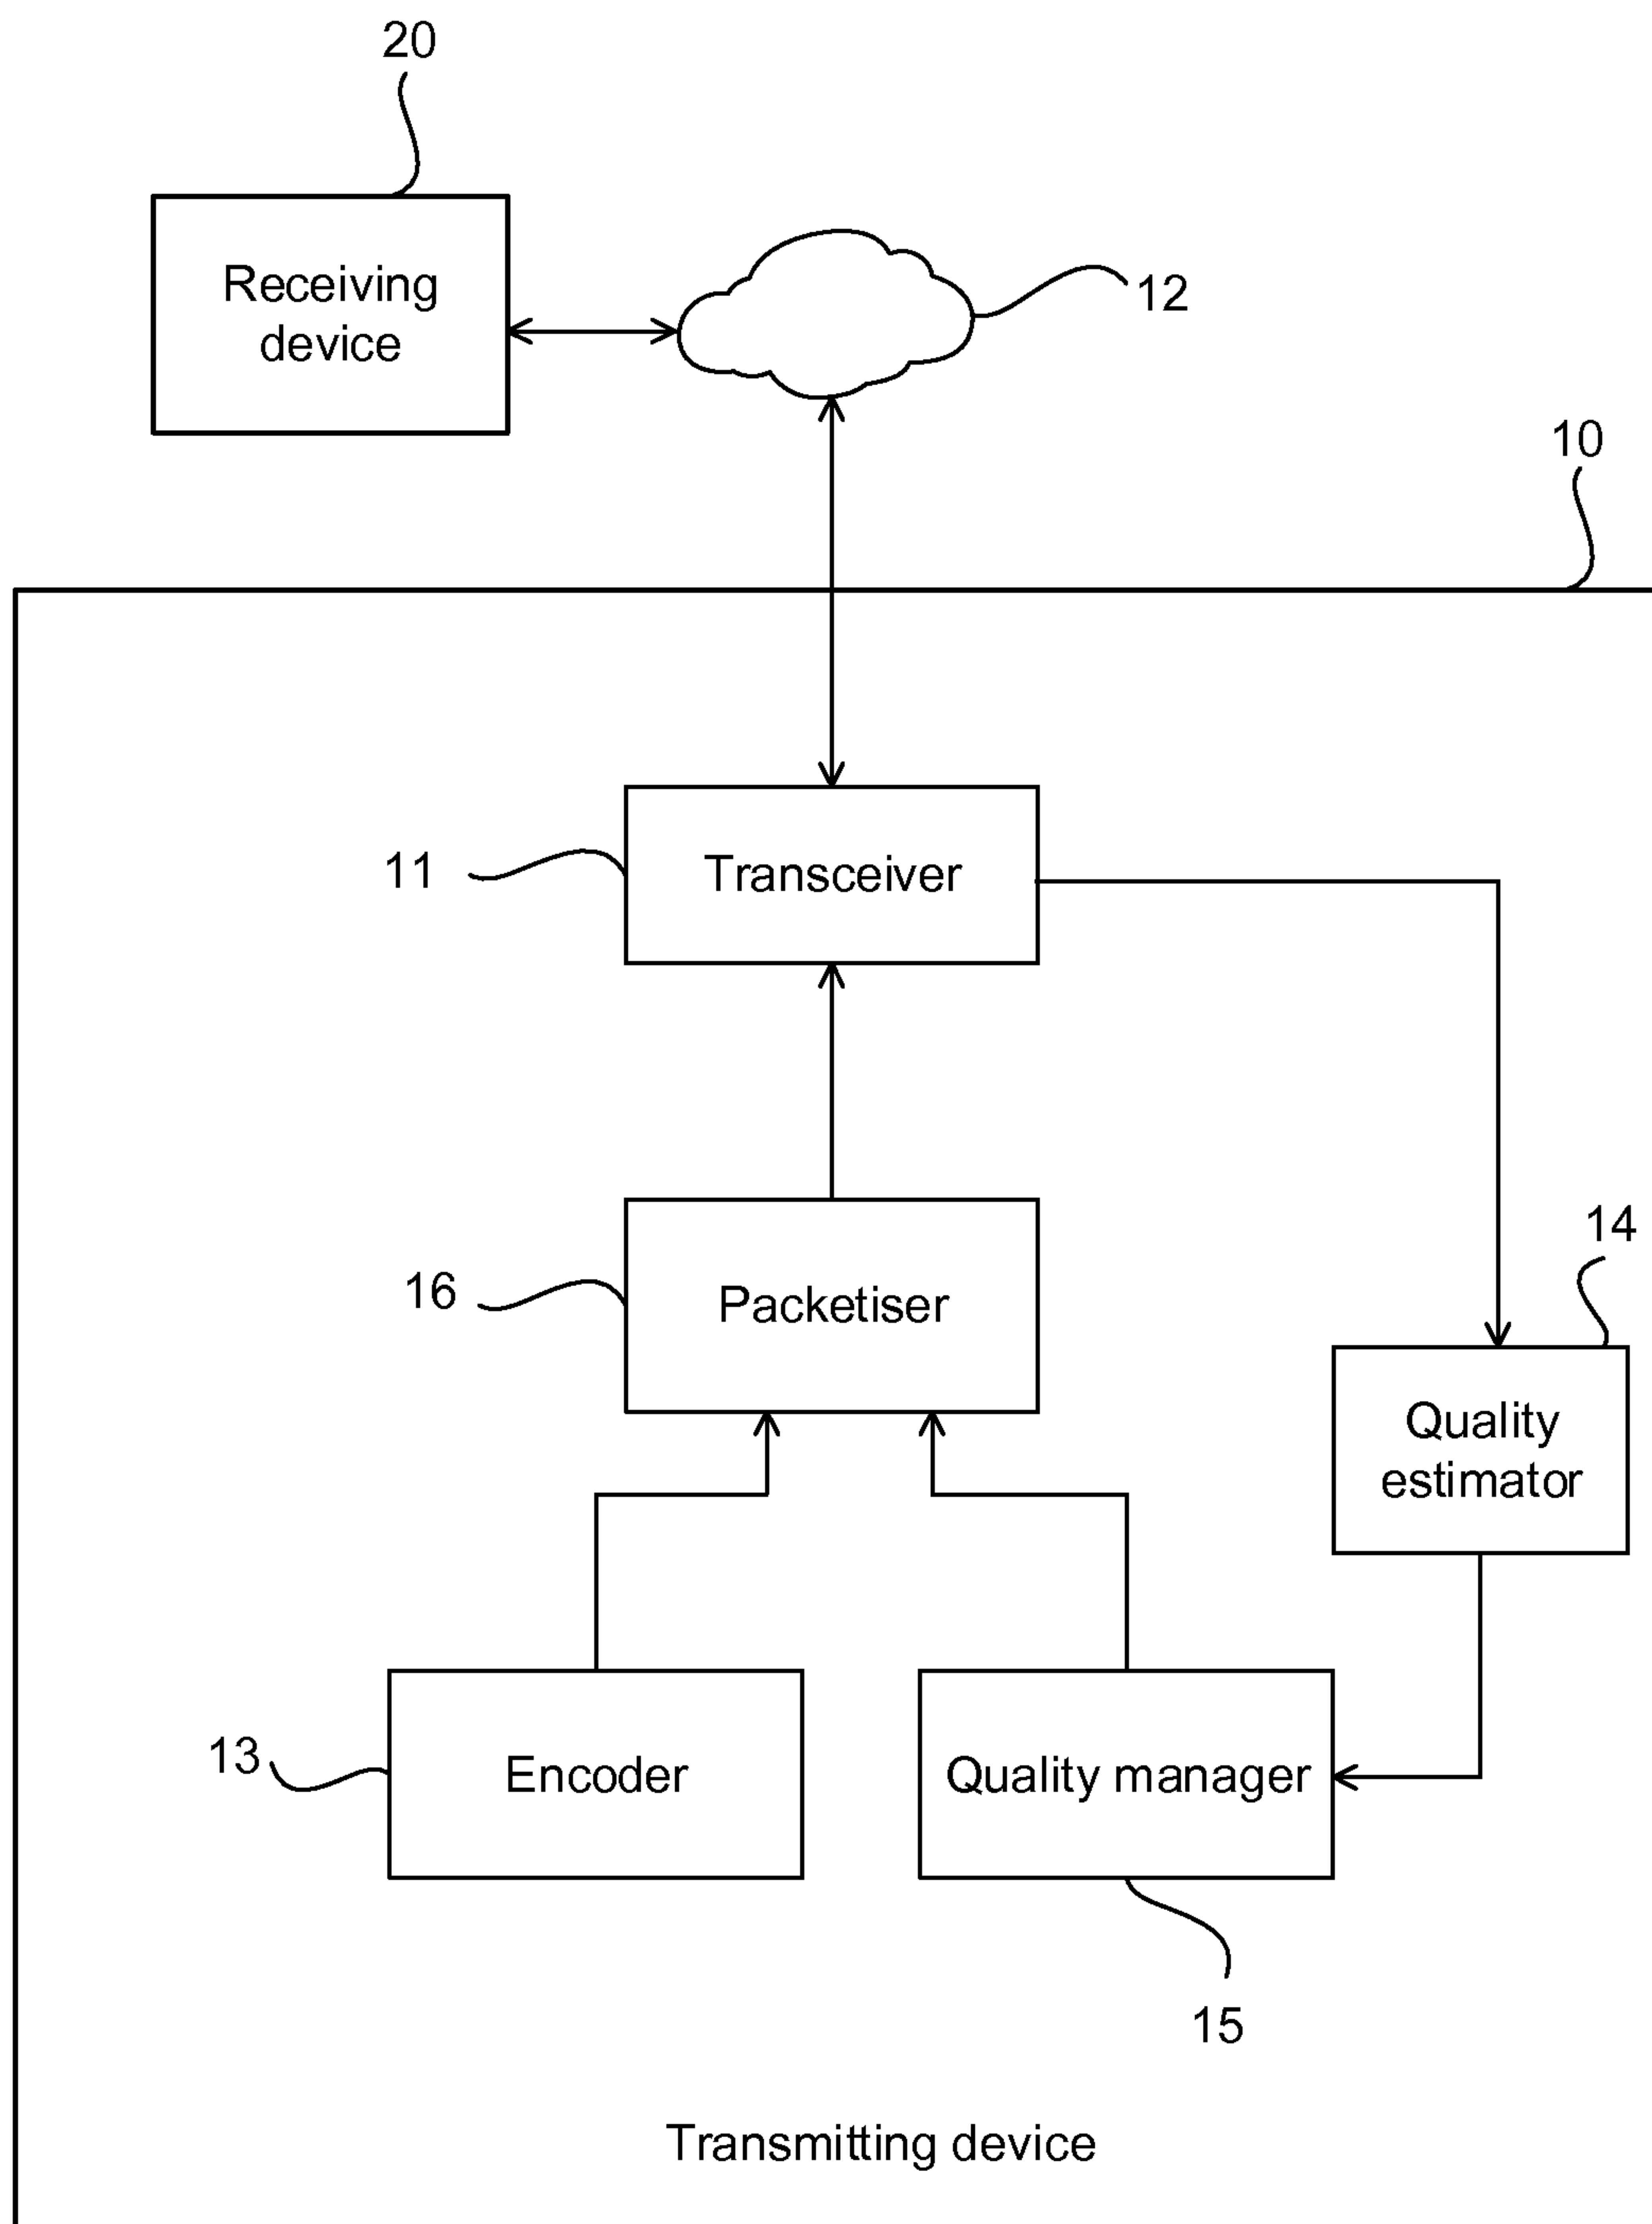 20
Receiving
device
12
10
11
Transceiver
14
16
Packetiser
Quality
estimator
13
Encoder
Quality manager
15
Transmitting device